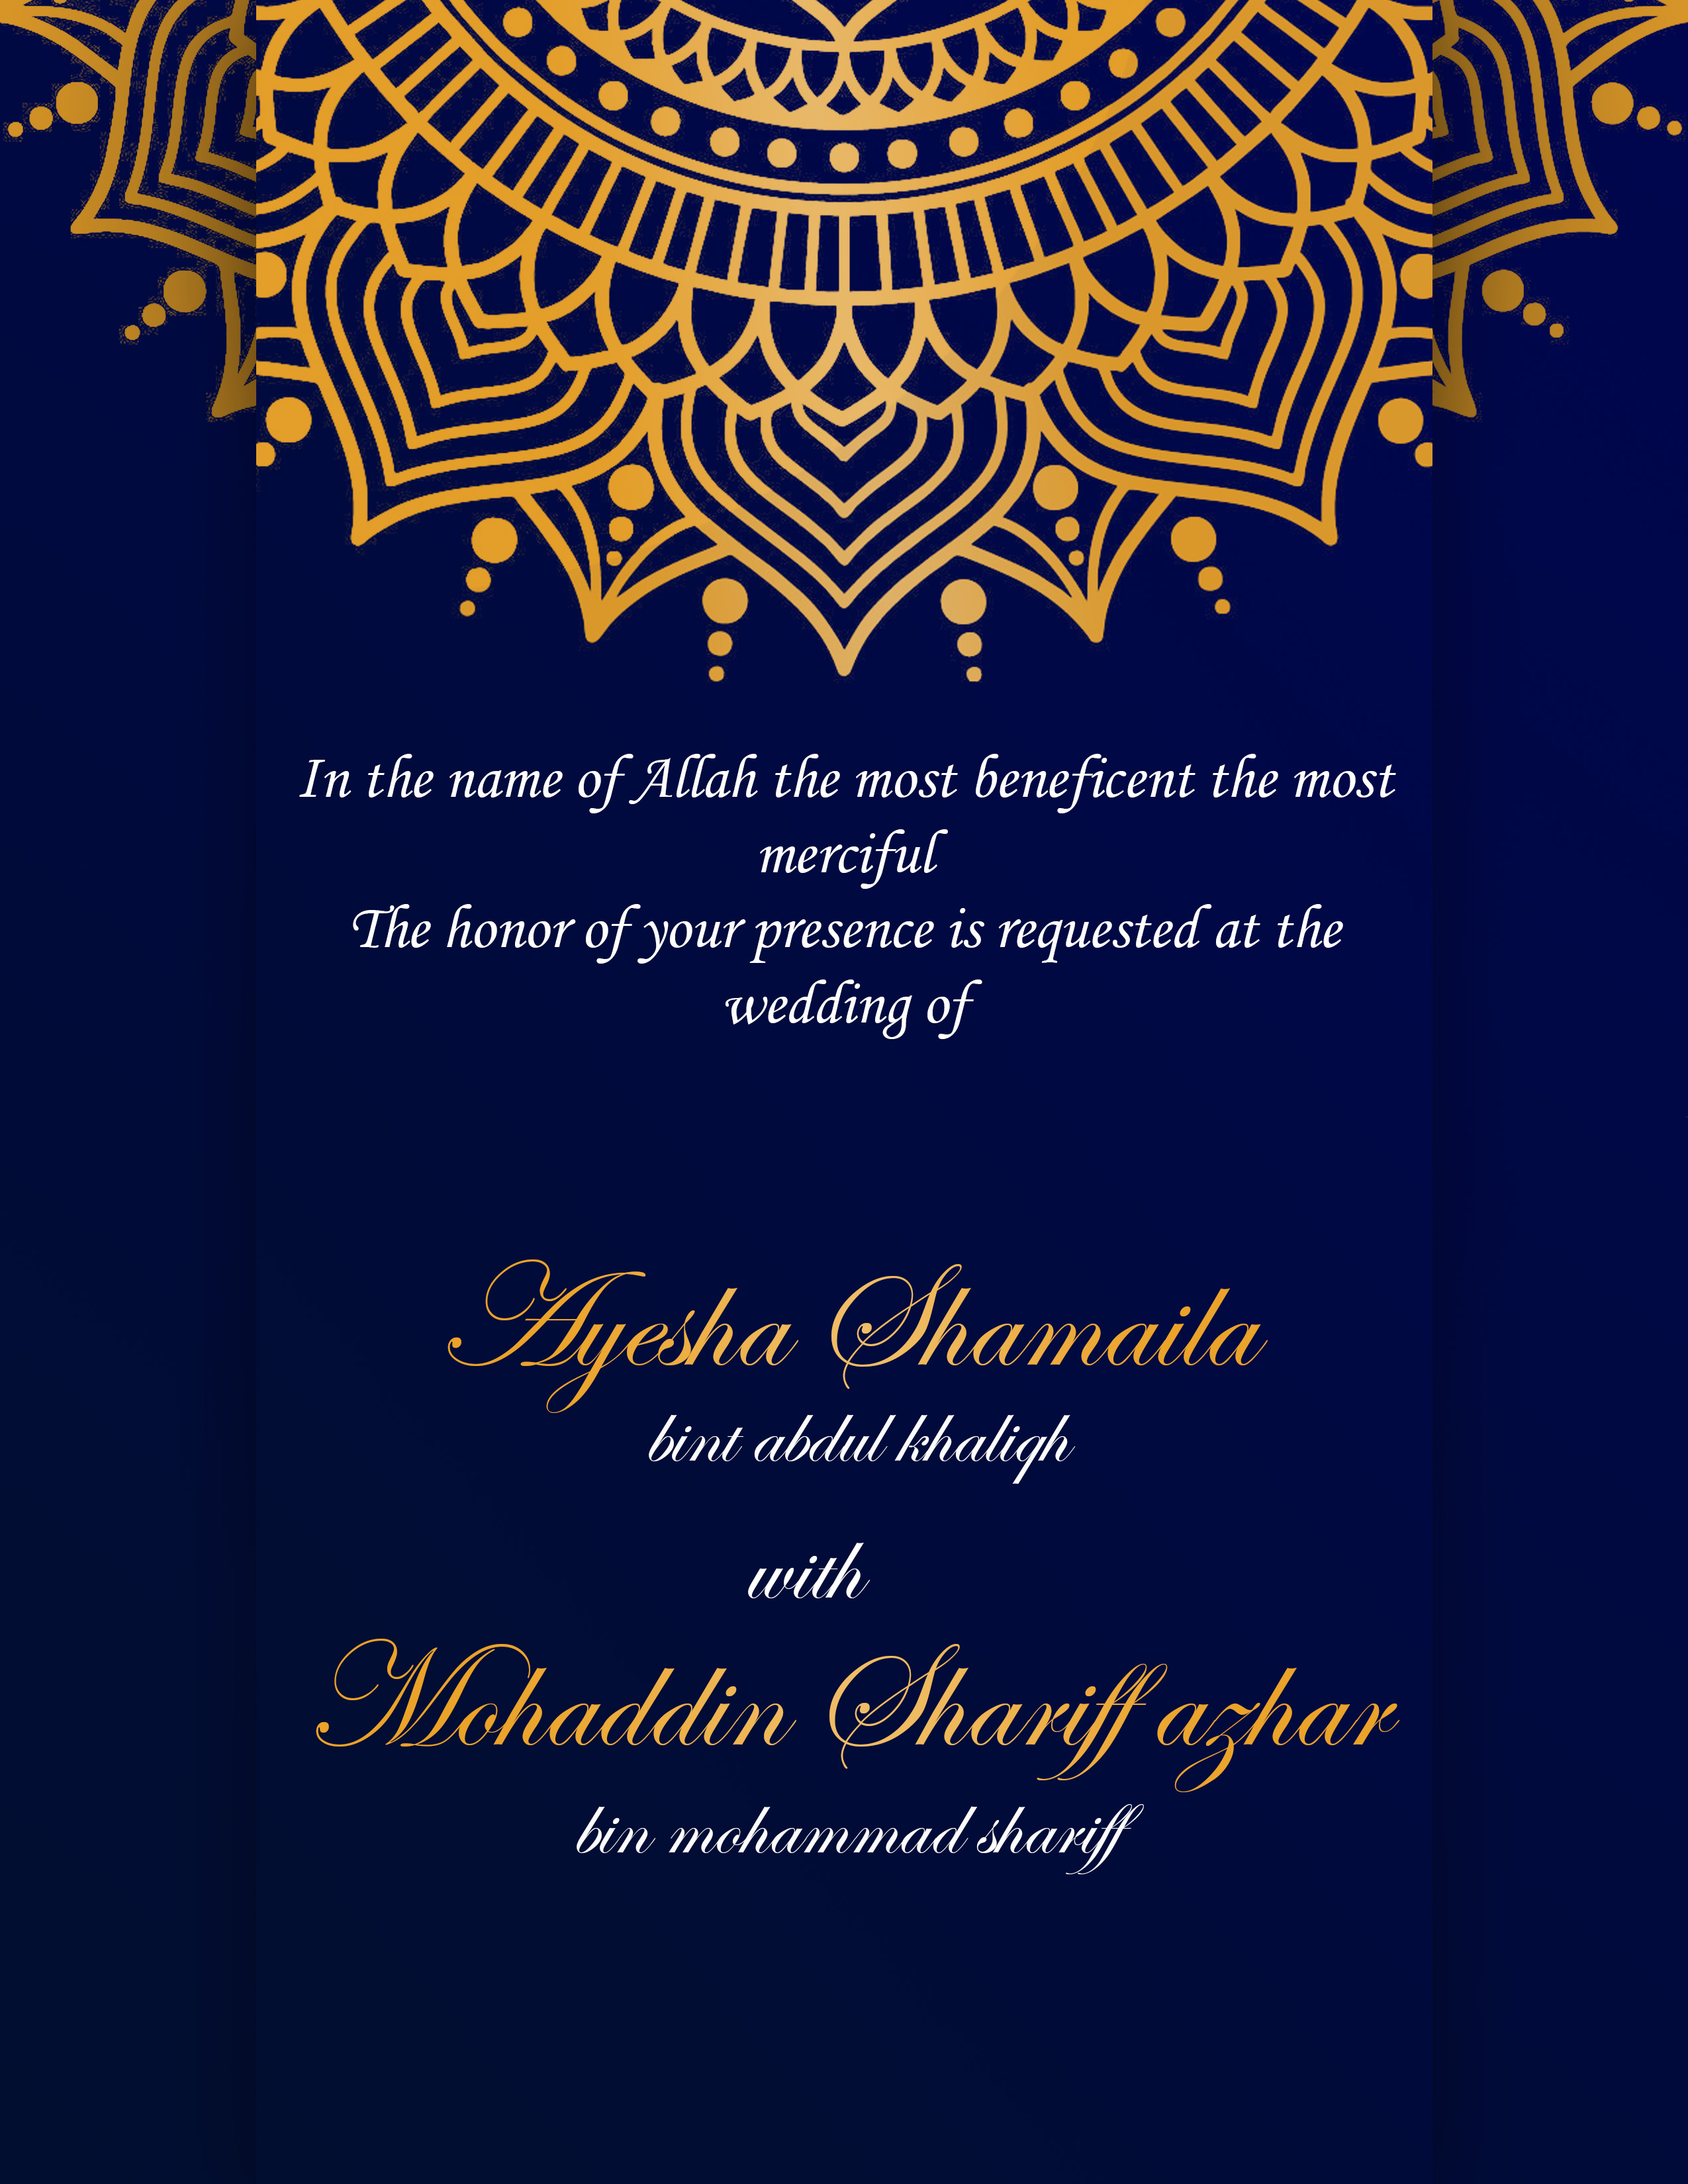 In the name of Allah the most beneficent the most
merciful
The honor of your presence is requested at the
wedding of
Ayesha Shamaila
bint abdul khaliqh
with
Mohaddin Shariff azhar
bin mohammad shariff